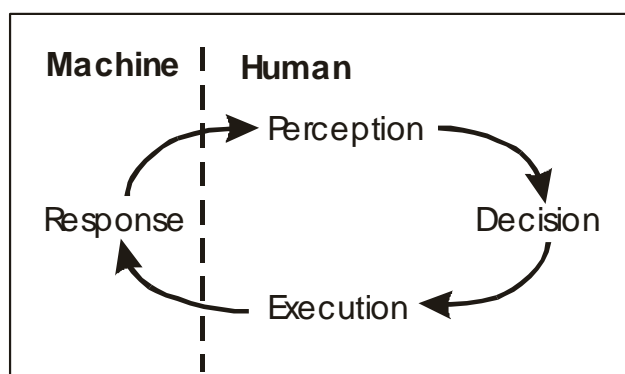 Machine Human
Perception
Response Decision
Execution